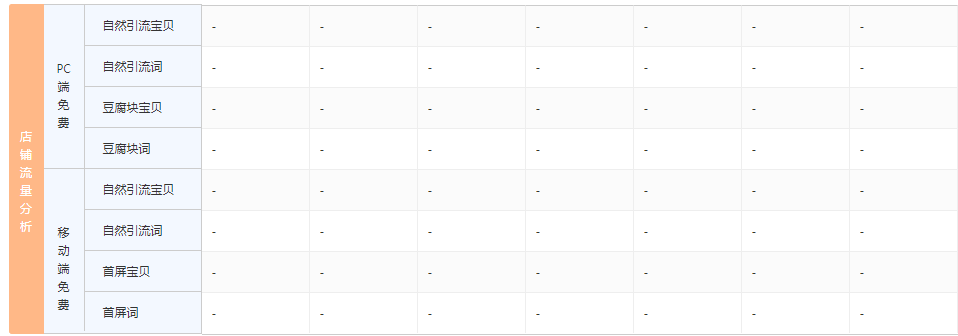 店铺流量分析
PC端免费
自然引流宝贝 - - - - - - -
自然引流词 - - - - - - -
豆腐块宝贝 - - - - - - -
豆腐块词 - - - - - - -
移动端免费
自然引流宝贝 - - - - - - -
自然引流词 - - - - - - -
首屏宝贝 - - - - - - -
首屏词 - - - - - - -